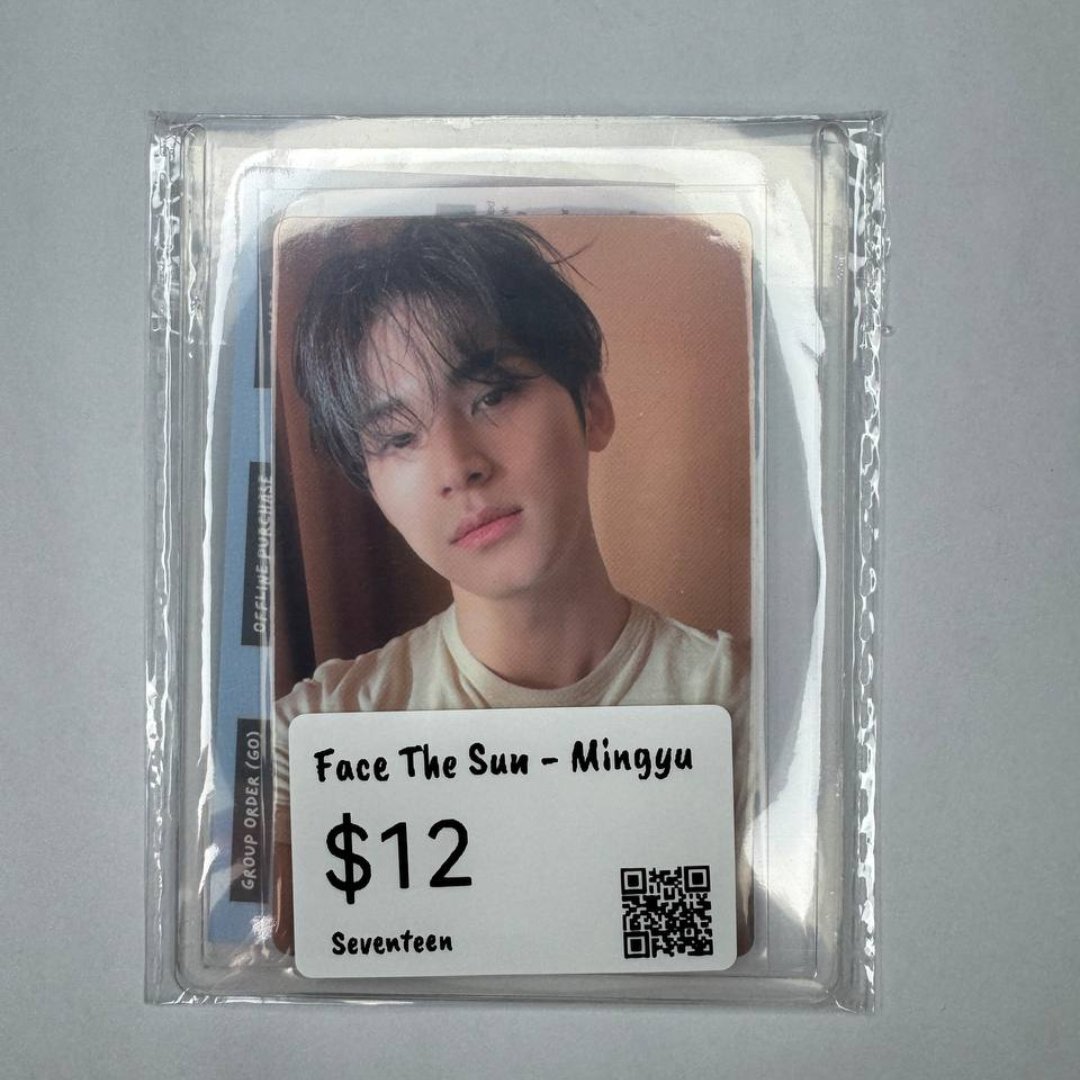 Face The Sun - Mingyu
$12
Seventeen
OFFLINE PURCHASE
GROUP ORDER (GO)